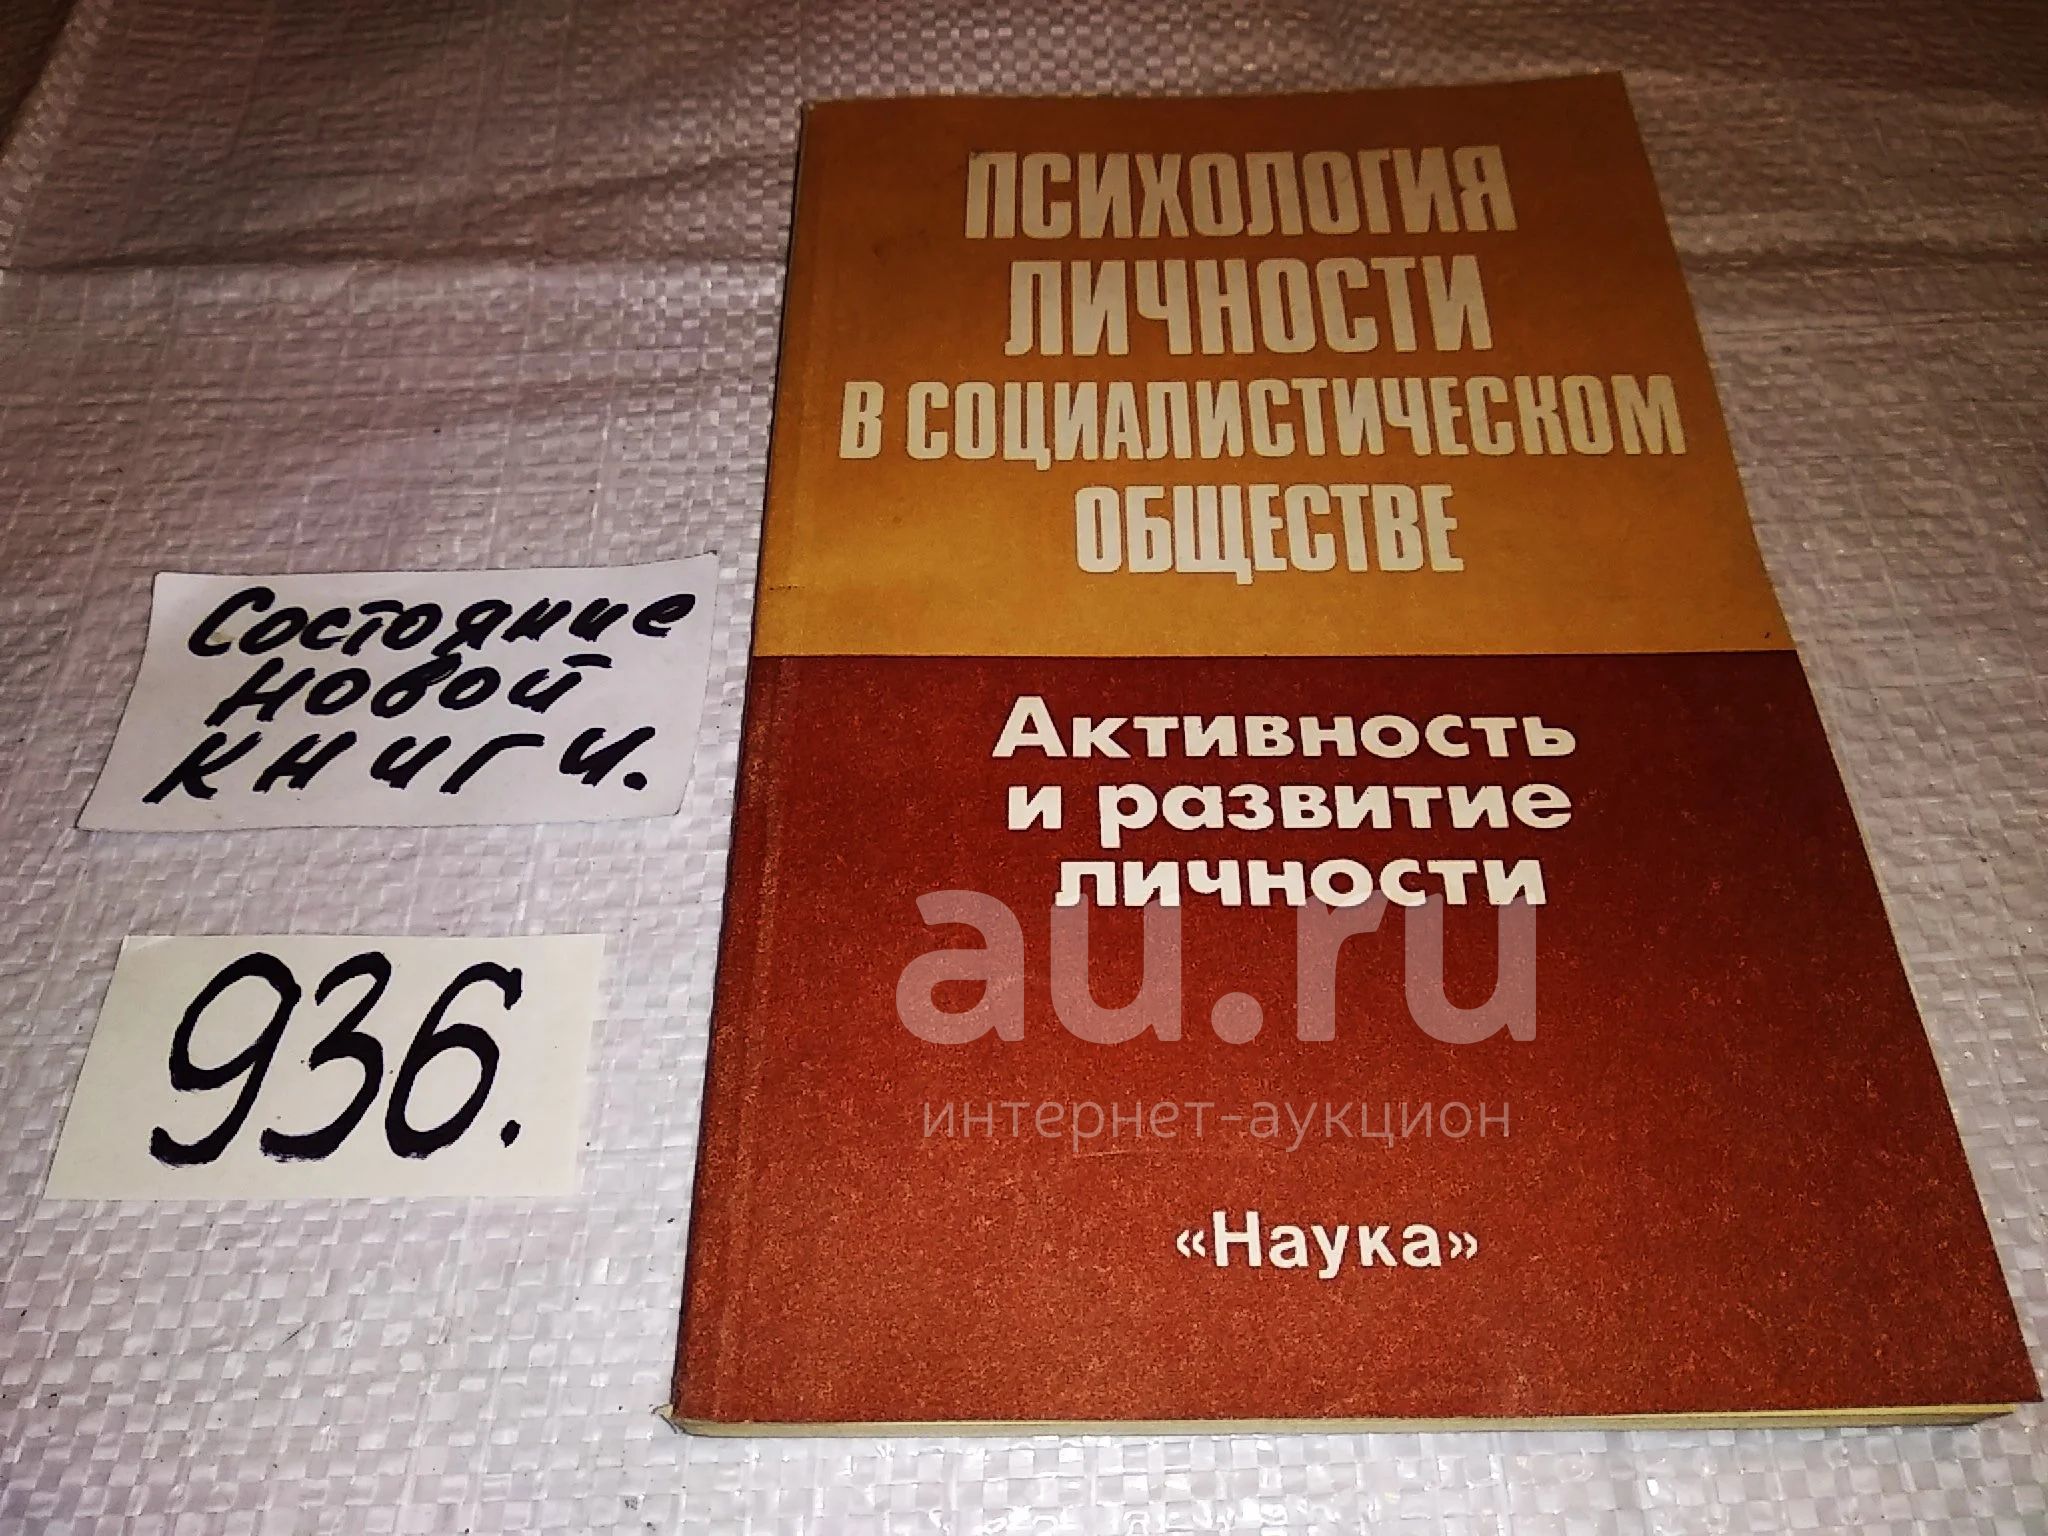 ПСИХОЛОГИЯ
ЛИЧНОСТИ
В СОЦИАЛИСТИЧЕСКОМ
ОБЩЕСТВЕ
Активность
и развитие
личности
«Наука»
Состояние
новой
книги.
936.
au.ru
интернет-аукцион